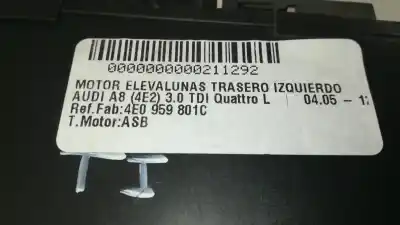 0000000000211292
MOTOR ELEVALUNAS TRASERO IZQUIERDO
AUDI A8 (4E2) 3.0 TDI Quattro L | 04.05 -
Ref.Fab:4E0 959 801C
T.Motor:ASB